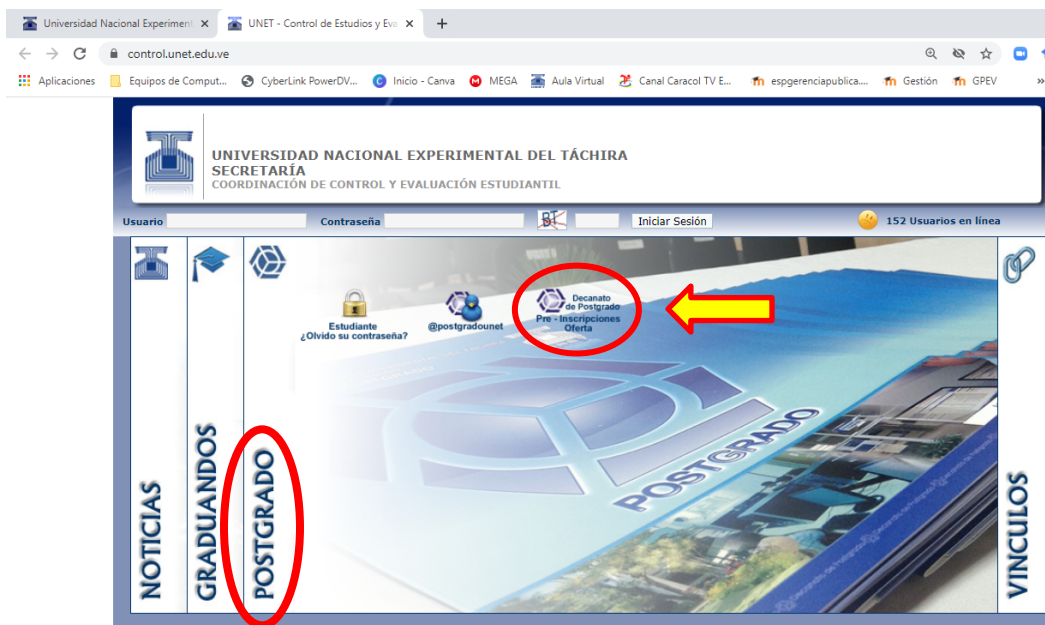 Universidad Nacional Experiment
UNET - Control de Estudios y Eva
control.unet.edu.ve
Aplicaciones
Equipos de Comput...
CyberLink PowerDV...
Inicio - Canva
MEGA
Aula Virtual
Canal Caracol TV E...
espgerenciapublica....
Gestión
GPEV
»
UNIVERSIDAD NACIONAL EXPERIMENTAL DEL TÁCHIRA
SECRETARÍA
COORDINACIÓN DE CONTROL Y EVALUACIÓN ESTUDIANTIL
Usuario
Contraseña
Iniciar Sesión
152 Usuarios en línea
NOTICIAS
GRADUANDOS
POSTGRADO
Estudiante
¿Olvido su contraseña?
@postgradounet
Decanato
de Postgrado
Pre - Inscripciones
Oferta
POSTGRADO
VINCULOS